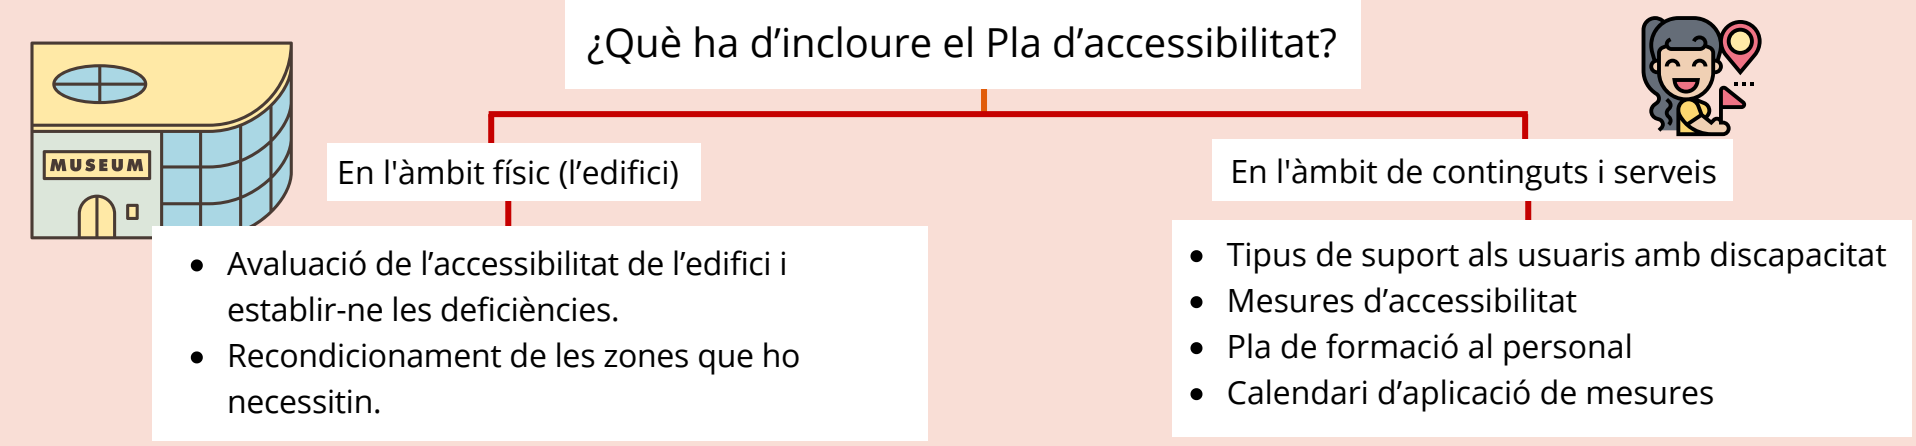 ¿Què ha d’incloure el Pla d’accessibilitat?
MUSEUM
En l'àmbit físic (l’edifici)
• Avaluació de l’accessibilitat de l’edifici i
establir-ne les deficiències.
• Recondicionament de les zones que ho
necessitin.
En l'àmbit de continguts i serveis
• Tipus de suport als usuaris amb discapacitat
• Mesures d’accessibilitat
• Pla de formació al personal
• Calendari d’aplicació de mesures